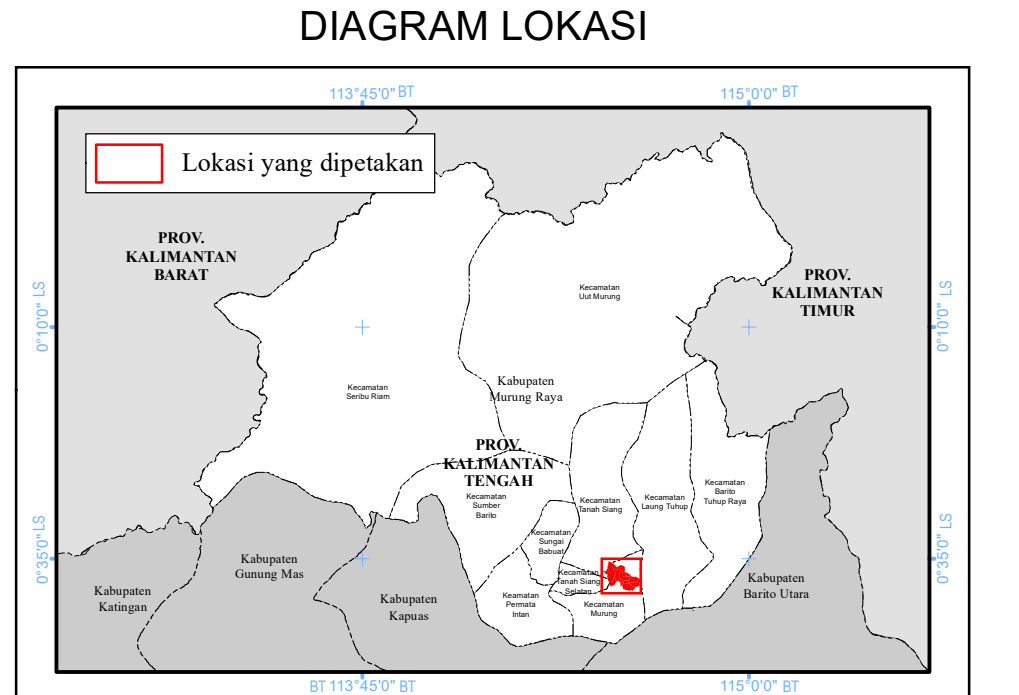 DIAGRAM LOKASI
113°45'0" BT
115°0'0" BT
Lokasi yang dipetakan
PROV.
KALIMANTAN
BARAT
PROV.
KALIMANTAN
TIMUR
Kecamatan
Uut Murung
0°10'0" LS
0°10'0" LS
Kecamatan
Seribu Riam
Kabupaten
Murung Raya
PROV.
KALIMANTAN
TENGAH
Kecamatan
Sumber
Barito
Kecamatan
Tanah Siang
Kecamatan
Laung Tuhup
Kecamatan
Barito
Tuhup Raya
Kecamatan
Sungai
Babuat
0°35'0" LS
0°35'0" LS
Kabupaten
Gunung Mas
Kecamatan
Tanah Siang
Selatan
Kabupaten
Barito Utara
Kabupaten
Katingan
Kabupaten
Kapuas
Keamatan
Permata
Intan
Kecamatan
Murung
BT 113°45'0" BT
115°0'0" BT